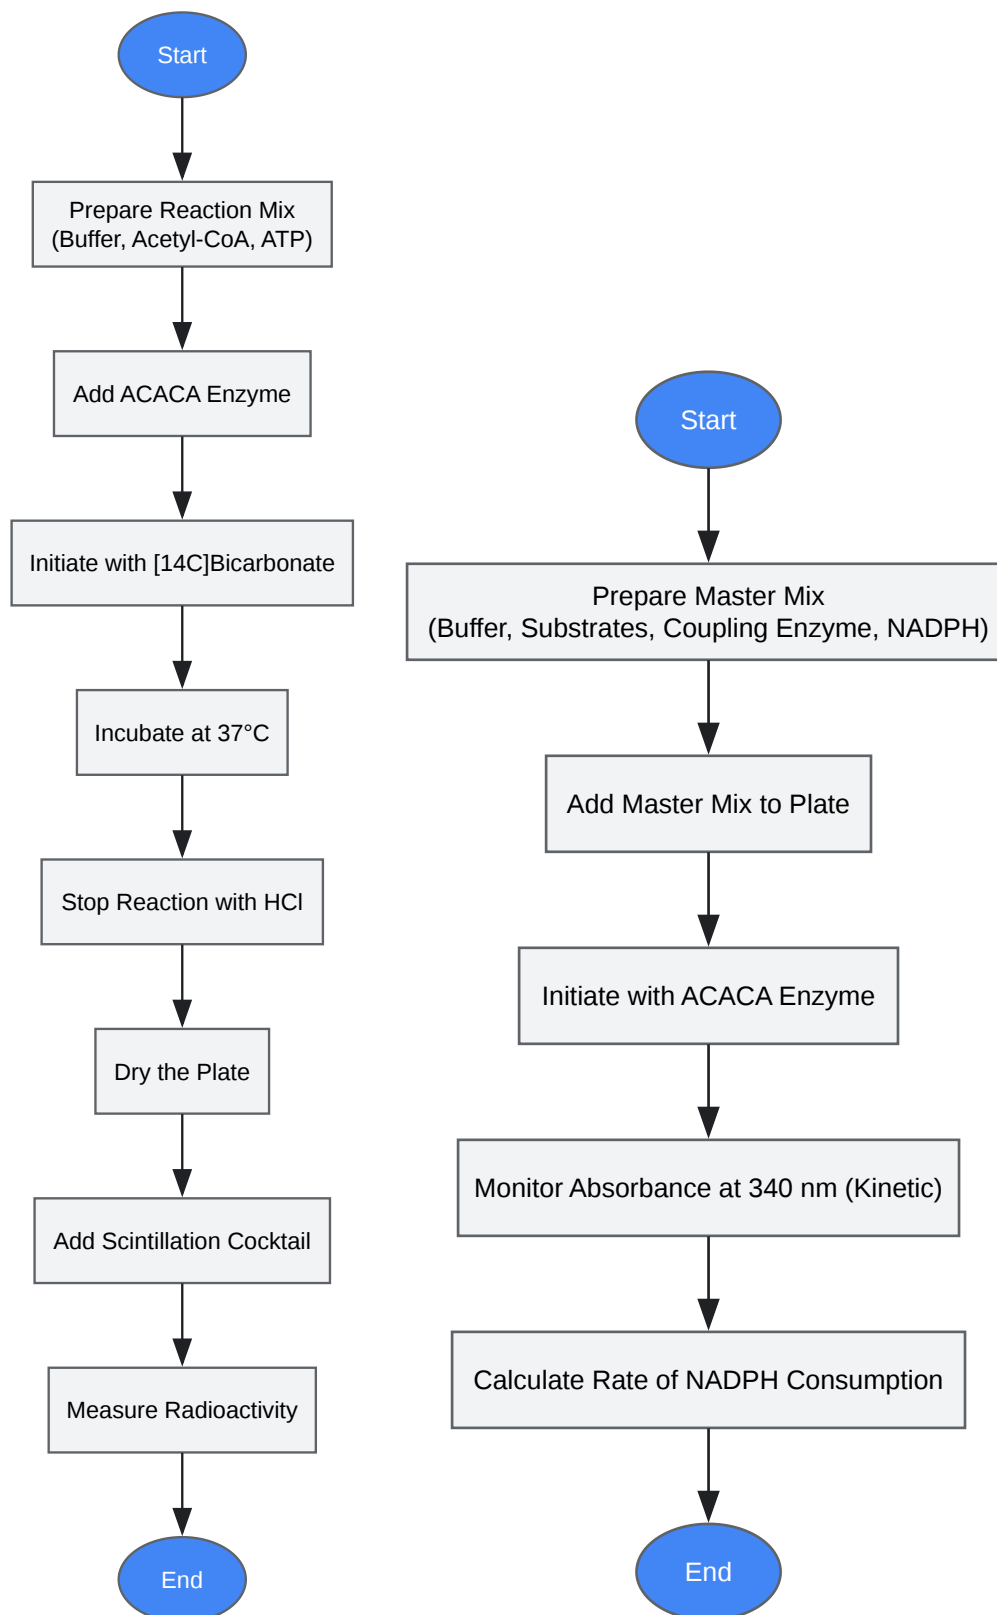 Start
Prepare Reaction Mix
(Buffer, Acetyl-CoA, ATP)
Add ACACA Enzyme
Initiate with [14C]Bicarbonate
Incubate at 37°C
Stop Reaction with HCl
Dry the Plate
Add Scintillation Cocktail
Measure Radioactivity
End
Start
Prepare Master Mix
(Buffer, Substrates, Coupling Enzyme, NADPH)
Add Master Mix to Plate
Initiate with ACACA Enzyme
Monitor Absorbance at 340 nm (Kinetic)
Calculate Rate of NADPH Consumption
End